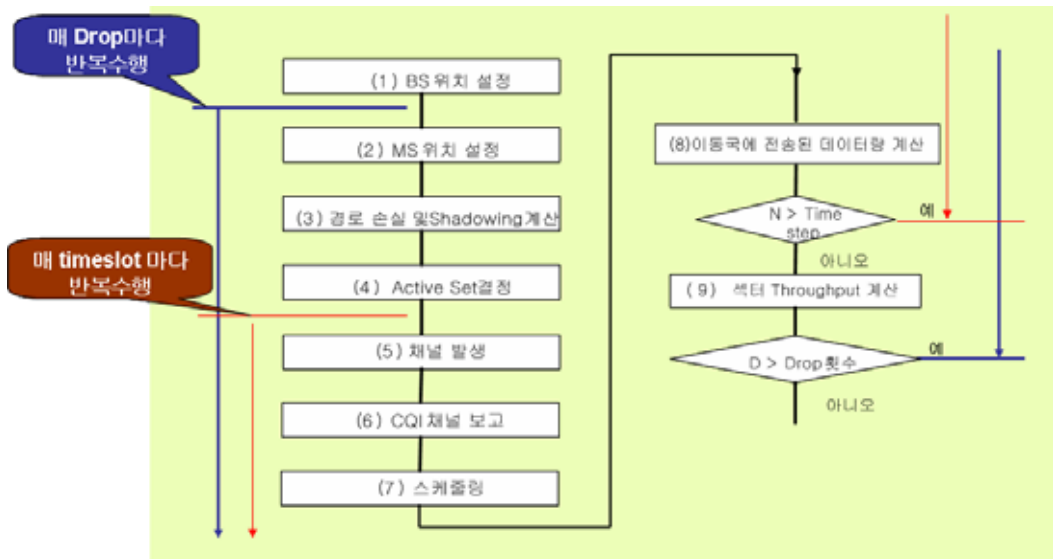 매 Drop마다
반복수행
(1) BS 위치 설정
(2) MS 위치 설정
(3) 경로 손실 및Shadowing계산
매 timeslot 마다
반복수행
(4) Active Set결정
(5) 채널 발생
(6) CQI 채널 보고
(7) 스케줄링
(8)이동국에 전송된 데이터량 계산
N > Time
step
예
아니오
(9) 섹터 Throughput 계산
D > Drop횟수
예
아니오